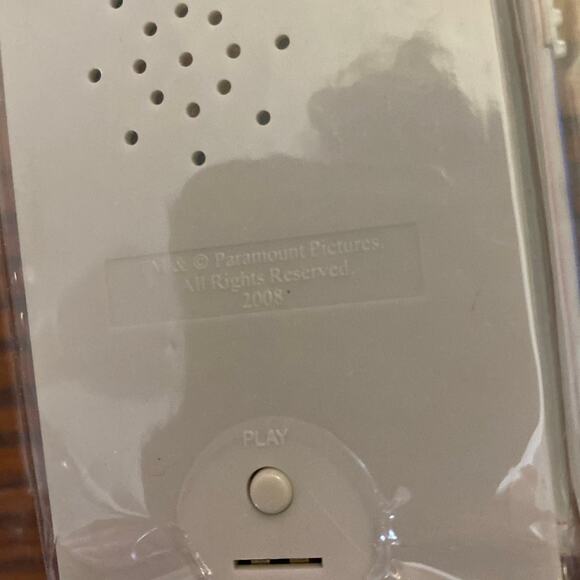 TM & © Paramount Pictures.
All Rights Reserved.
2008
PLAY